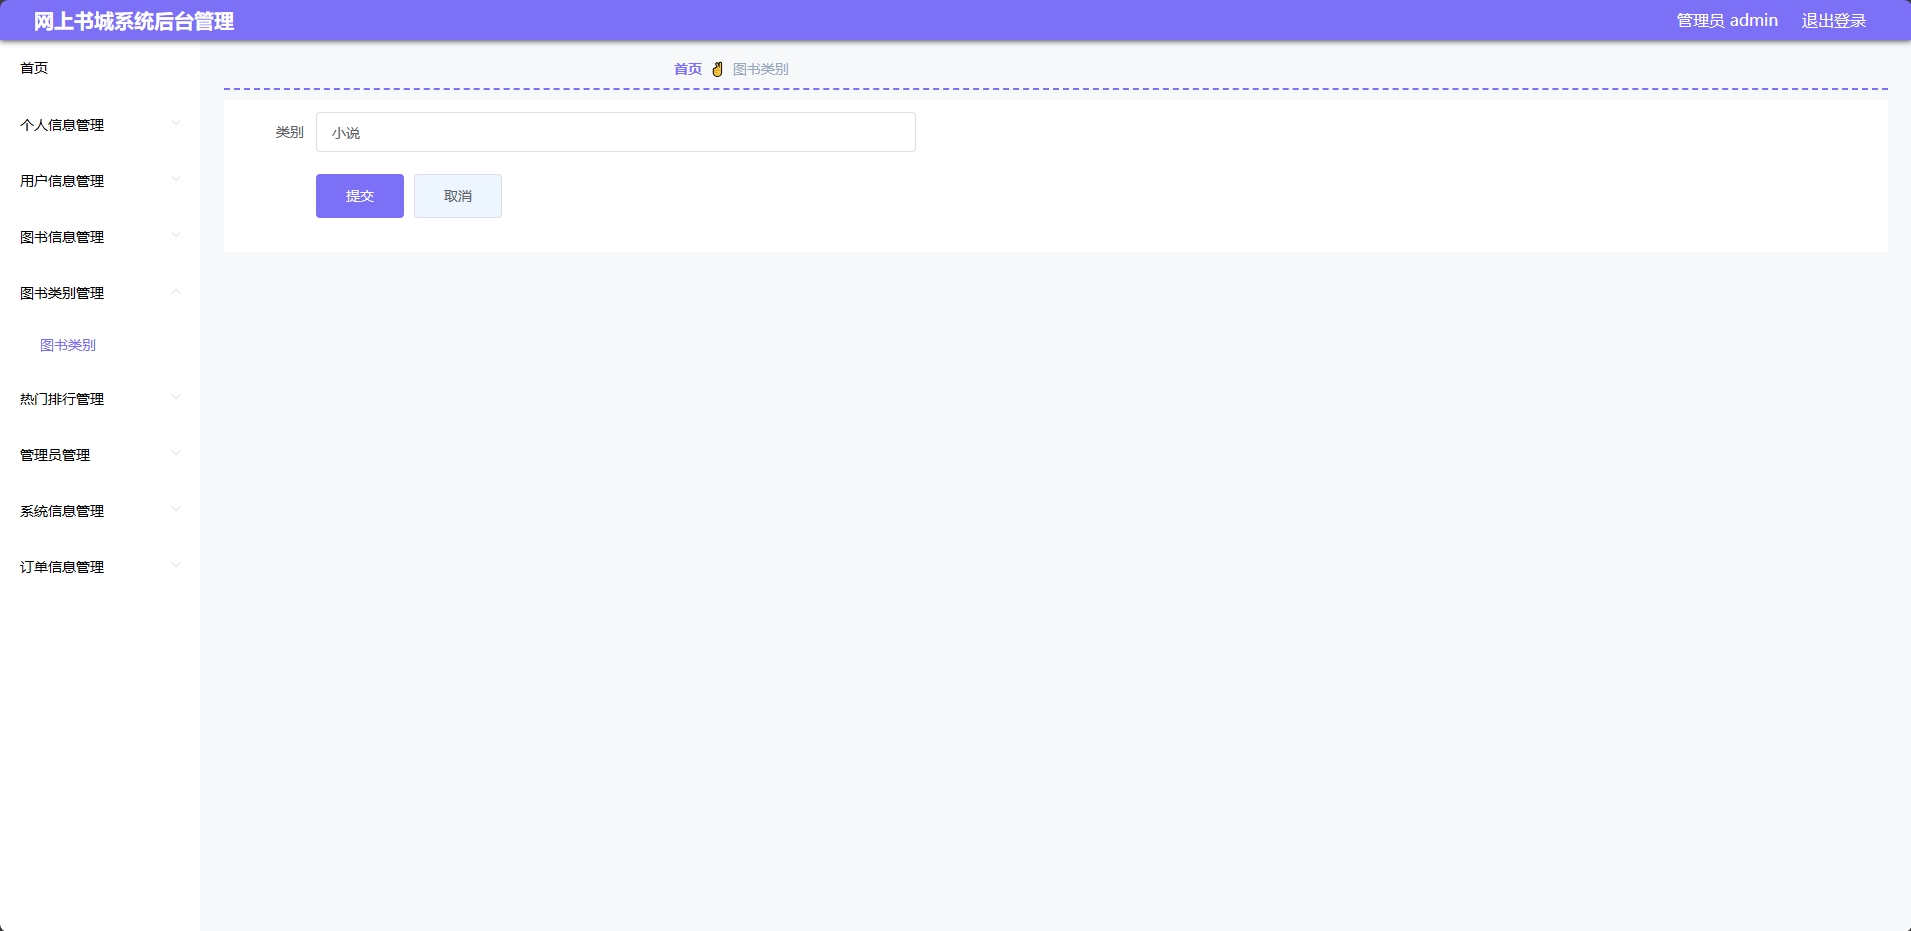 网上书城系统后台管理
管理员 admin 退出登录
首页
个人信息管理
用户信息管理
图书信息管理
图书类别管理
图书类别
热门排行管理
管理员管理
系统信息管理
订单信息管理
首页 ✌ 图书类别
类别 小说
提交 取消